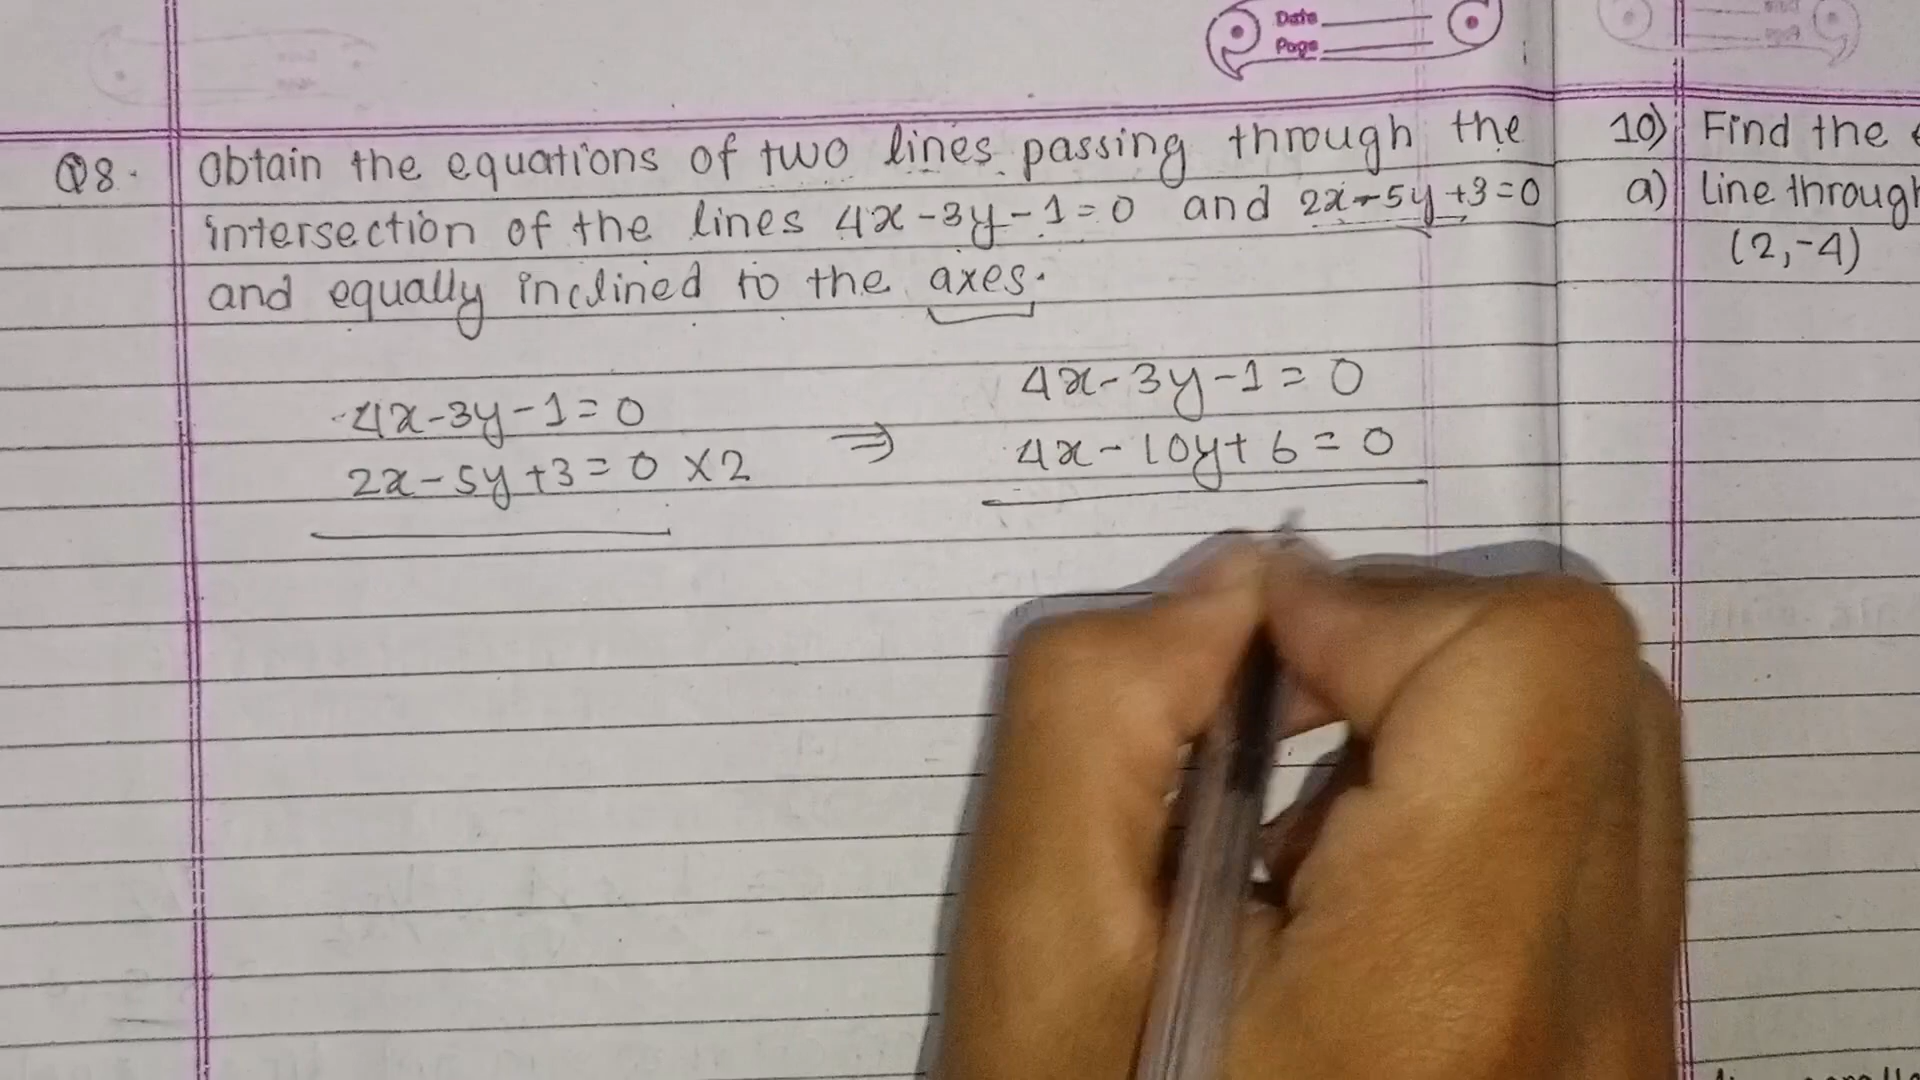 Date
Page
Q8. Obtain the equations of two lines passing through the
intersection of the lines 4x-3y-1=0 and 2x-5y+3=0
and equally inclined to the axes.
4x-3y-1=0
2x-5y+3=0 X2
⇒
4x-3y-1=0
4x-10y+6=0
10) Find the
a) line through
(2,-4)